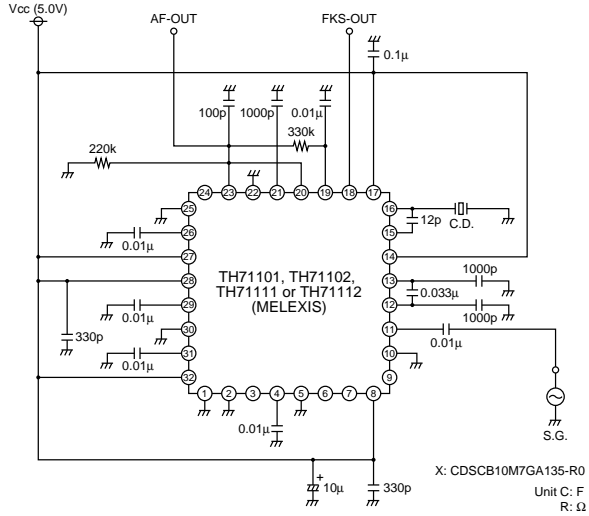 Vcc (5.0V)
AF-OUT
FKS-OUT
0.1μ
100p
1000p
0.01μ
330k
220k
24 23 22 21 20 19 18 17
25
26
27
28
29
30
31
32
16
15
14
13
12
11
10
9
1 2 3 4 5 6 7 8
12p
C.D.
0.01μ
TH71101, TH71102,
TH71111 or TH71112
(MELEXIS)
1000p
0.033μ
1000p
0.01μ
330p
0.01μ
0.01μ
0.01μ
S.G.
10μ
+
330p
X: CDSCB10M7GA135-R0
Unit C: F
R: Ω